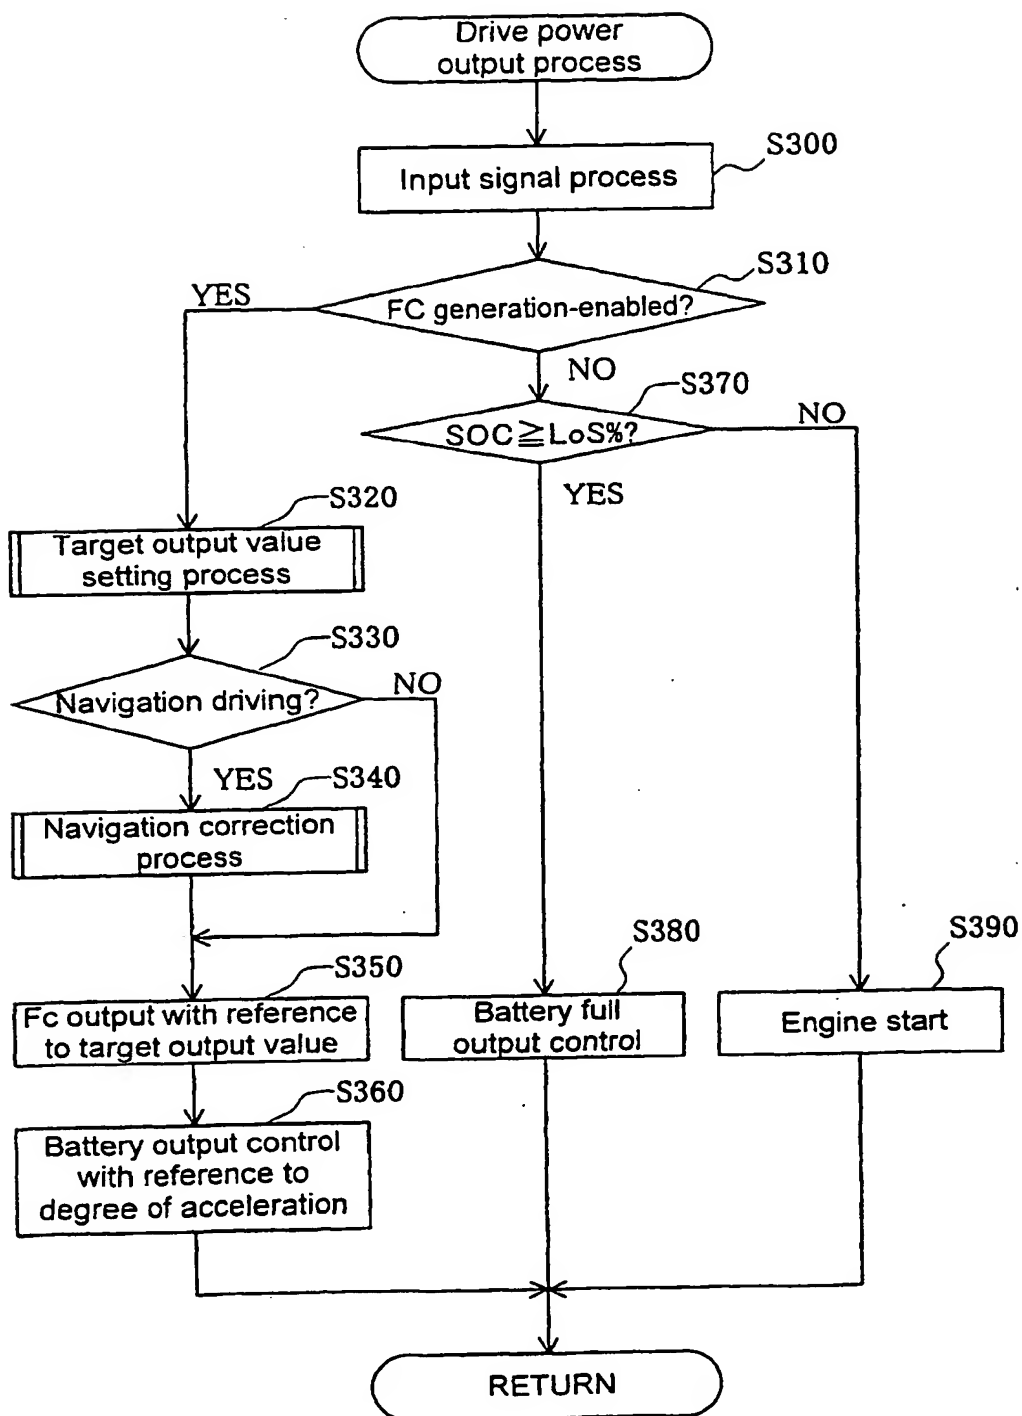 Drive power
output process
S300
Input signal process
S310
YES
FC generation-enabled?
NO
S370
SOC≧LoS%?
NO
YES
S320
Target output value
setting process
S330
Navigation driving?
NO
YES
S340
Navigation correction
process
S350
Fc output with reference
to target output value
S380
Battery full
output control
S390
Engine start
S360
Battery output control
with reference to
degree of acceleration
RETURN